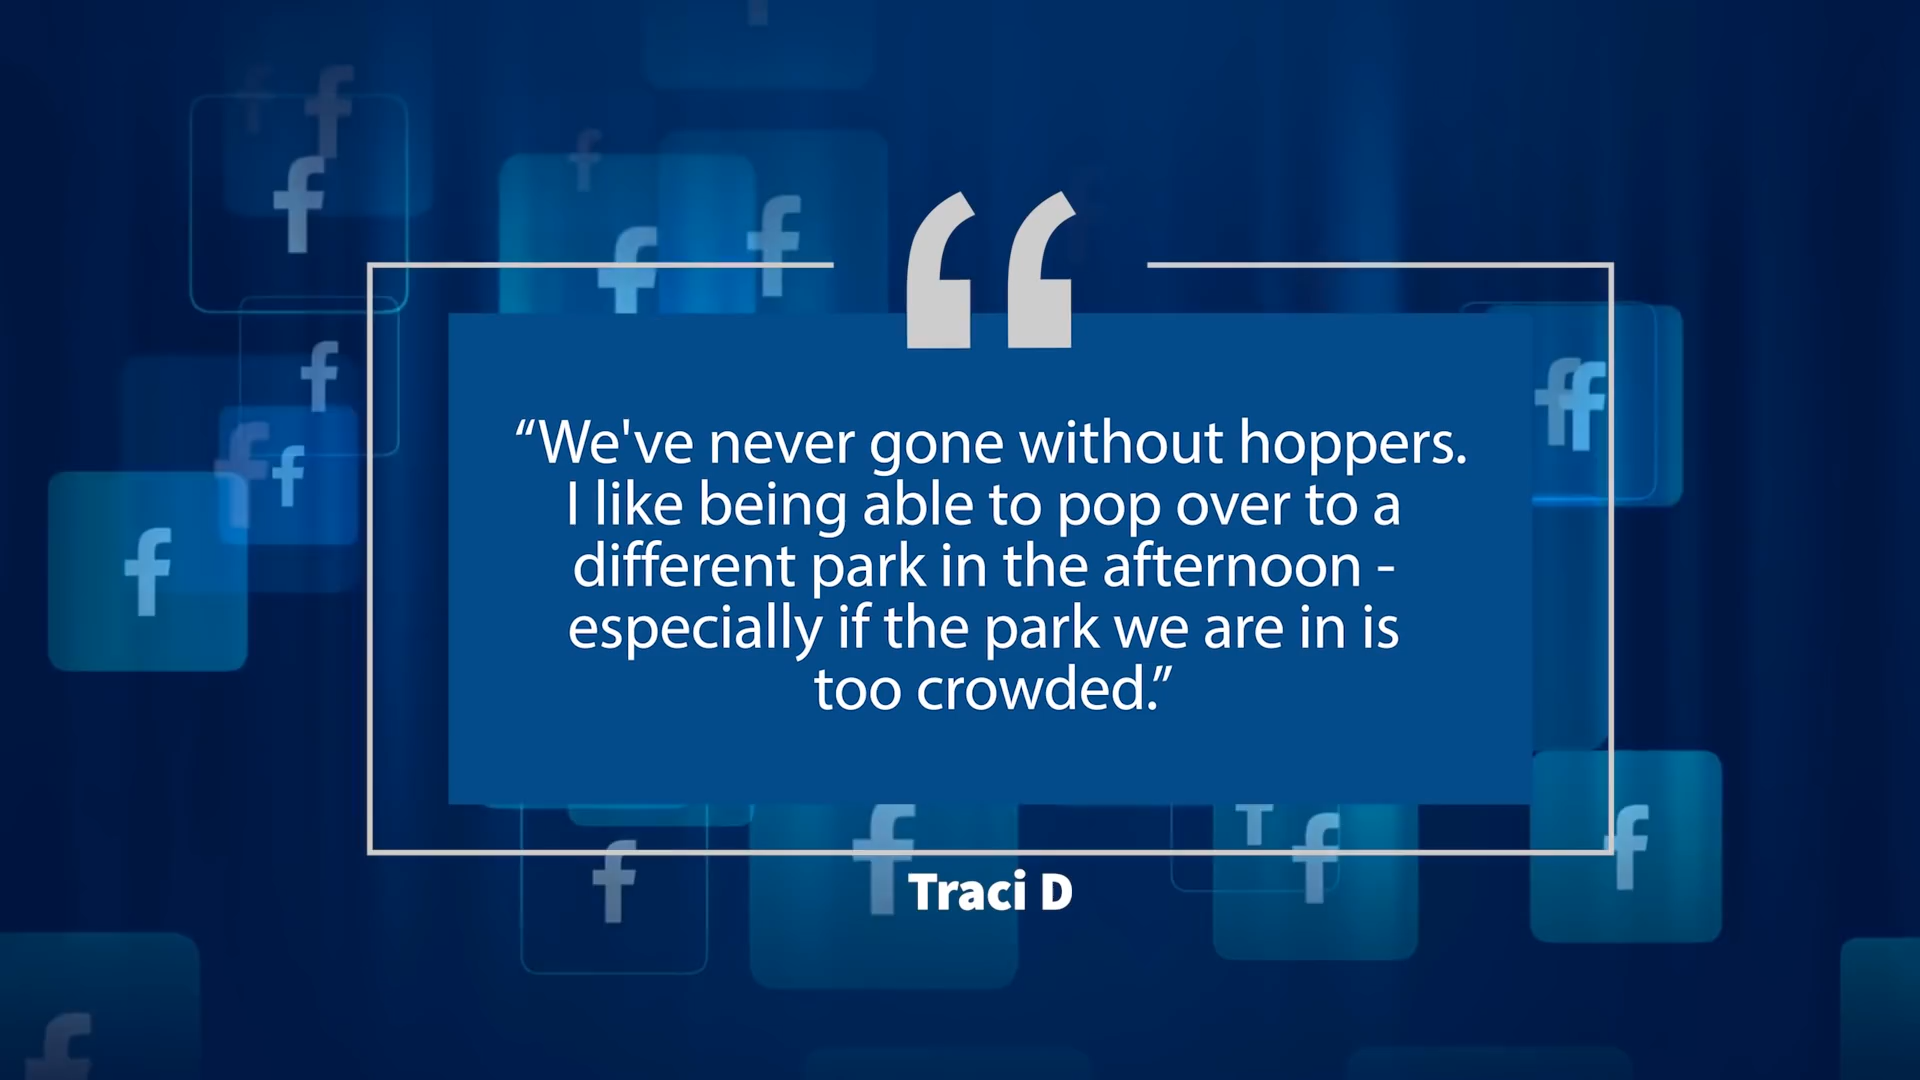 “We've never gone without hoppers.
I like being able to pop over to a
different park in the afternoon -
especially if the park we are in is
too crowded.”
Traci D